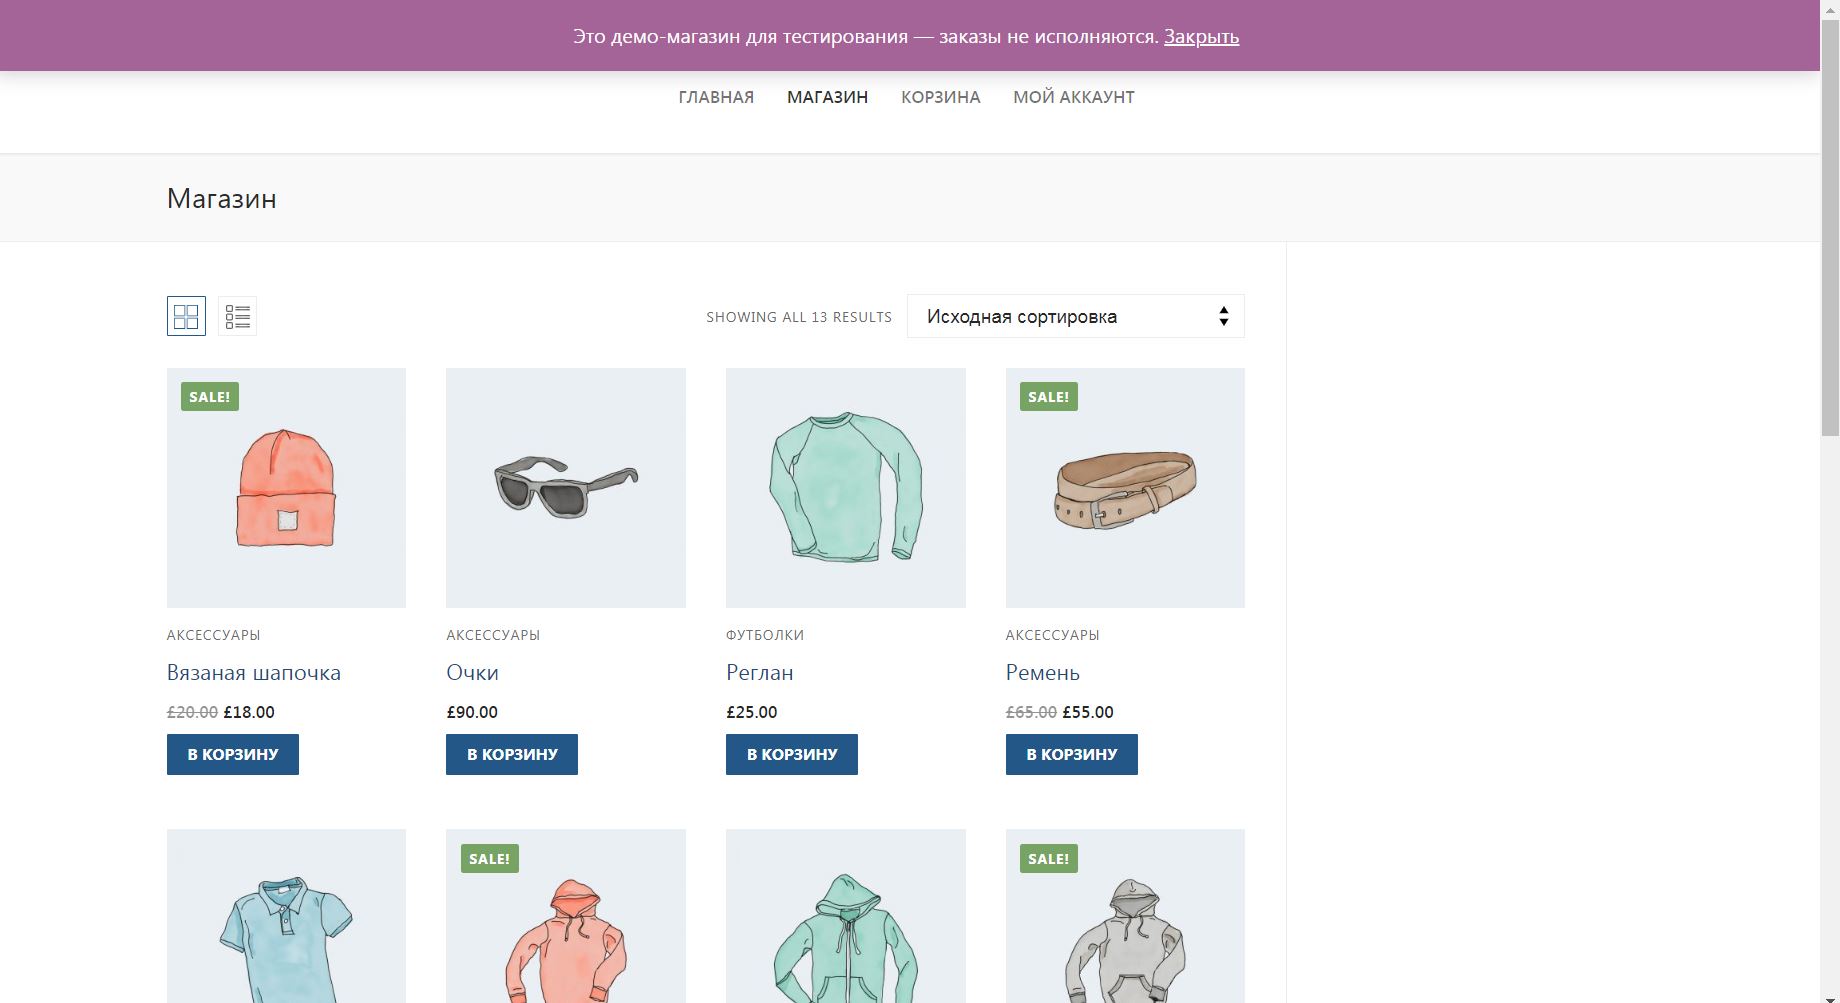 Это демо-магазин для тестирования — заказы не исполняются. Закрыть
ГЛАВНАЯ МАГАЗИН КОРЗИНА МОЙ АККАУНТ
Магазин
SHOWING ALL 13 RESULTS Исходная сортировка
SALE! SALE!
АКСЕССУАРЫ АКСЕССУАРЫ ФУТБОЛКИ АКСЕССУАРЫ
Вязаная шапочка Очки Реглан Ремень
£20.00 £18.00 £90.00 £25.00 £65.00 £55.00
В КОРЗИНУ В КОРЗИНУ В КОРЗИНУ В КОРЗИНУ
SALE! SALE!